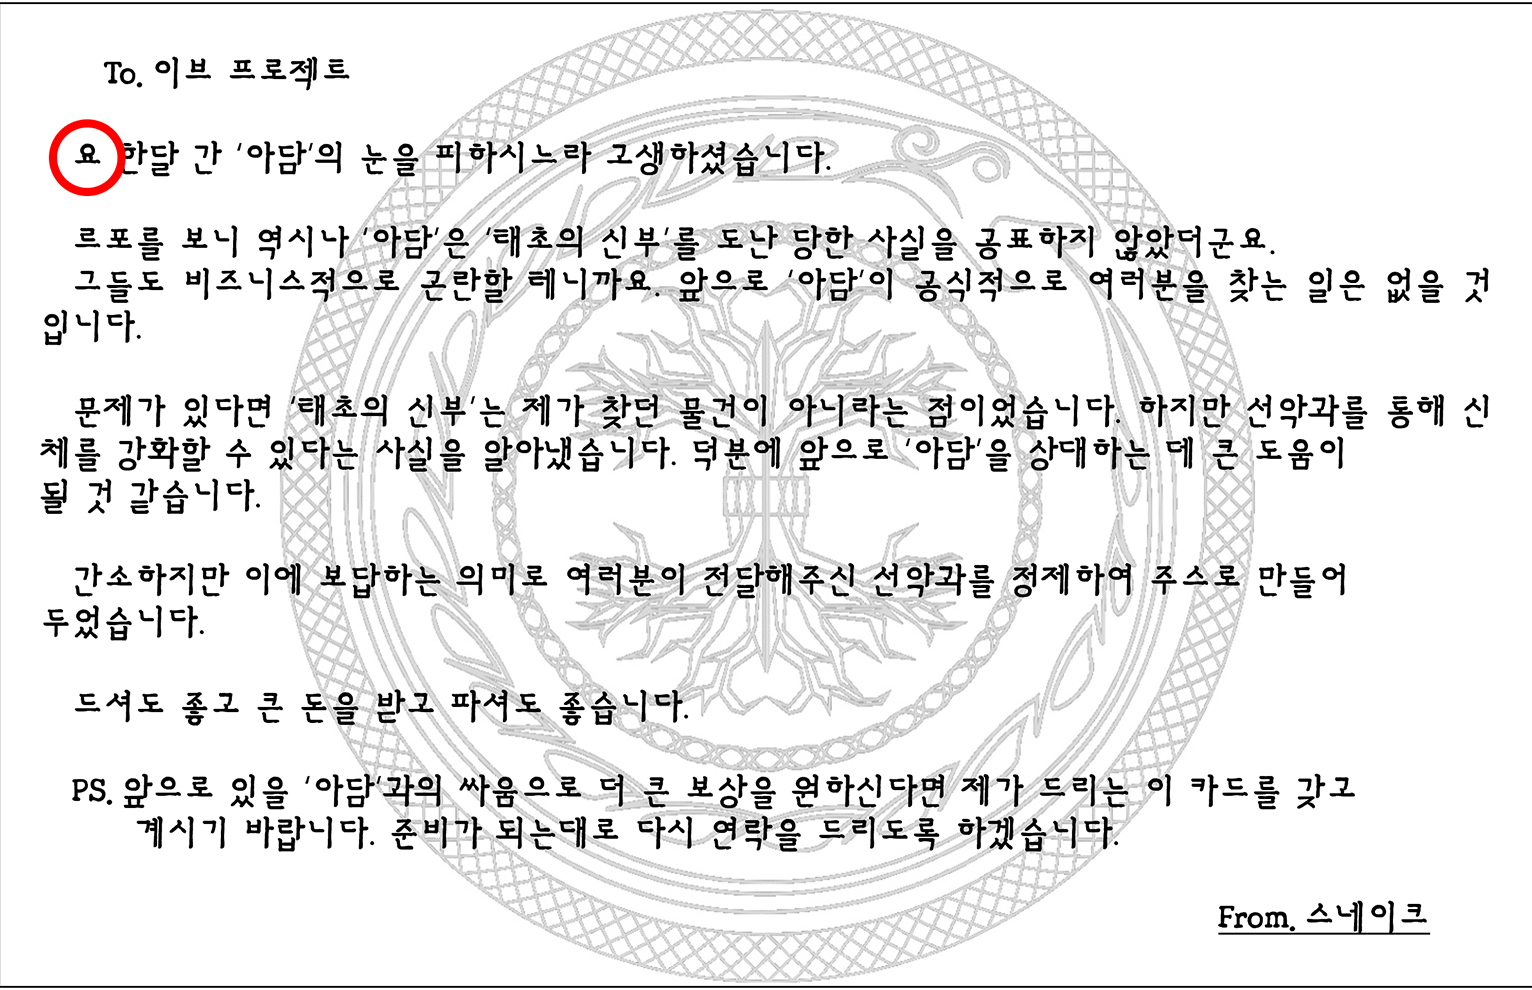 To. 이브 프로젝트
요 한달 간 '아담'의 눈을 피하시느라 고생하셨습니다.
르포를 보니 역시나 '아담'은 '태초의 신부'를 도난 당한 사실을 공표하지 않았더군요.
그들도 비즈니스적으로 곤란할 테니까요. 앞으로 '아담'이 공식적으로 여러분을 찾는 일은 없을 것
입니다.
문제가 있다면 '태초의 신부'는 제가 찾던 물건이 아니라는 점이었습니다. 하지만 선악과를 통해 신
체를 강화할 수 있다는 사실을 알아냈습니다. 덕분에 앞으로 '아담'을 상대하는 데 큰 도움이
될 것 같습니다.
간소하지만 이에 보답하는 의미로 여러분이 전달해주신 선악과를 정제하여 주스로 만들어
두었습니다.
드셔도 좋고 큰 돈을 받고 파셔도 좋습니다.
PS. 앞으로 있을 '아담'과의 싸움으로 더 큰 보상을 원하신다면 제가 드리는 이 카드를 갖고
계시기 바랍니다. 준비가 되는대로 다시 연락을 드리도록 하겠습니다.
From. 스네이크